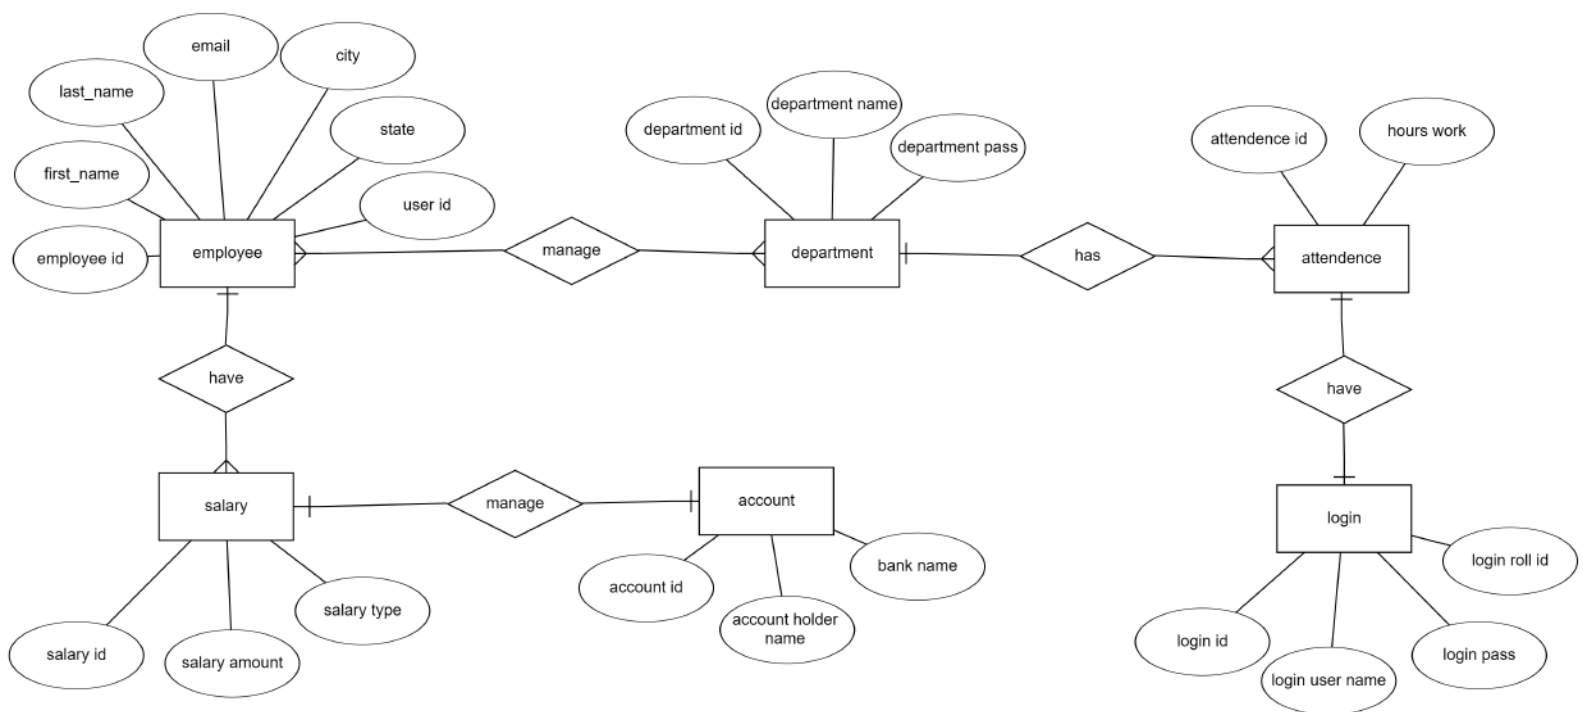 email
city
last_name
state
first_name
user id
employee id
employee
manage
department id
department name
department pass
department
has
attendence id
hours work
attendence
have
have
salary
manage
account
login
account id
account holder
name
bank name
salary id
salary amount
salary type
login id
login user name
login pass
login roll id